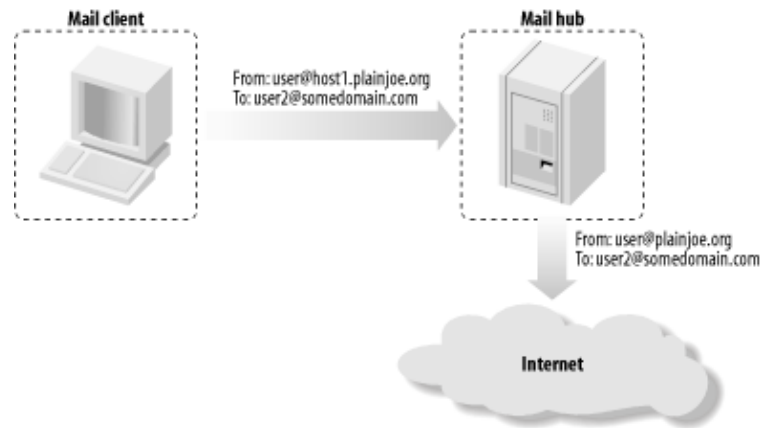 Mail client
Mail hub
From: user@host1.plainjoe.org
To: user2@somedomain.com
From: user@plainjoe.org
To: user2@somedomain.com
Internet